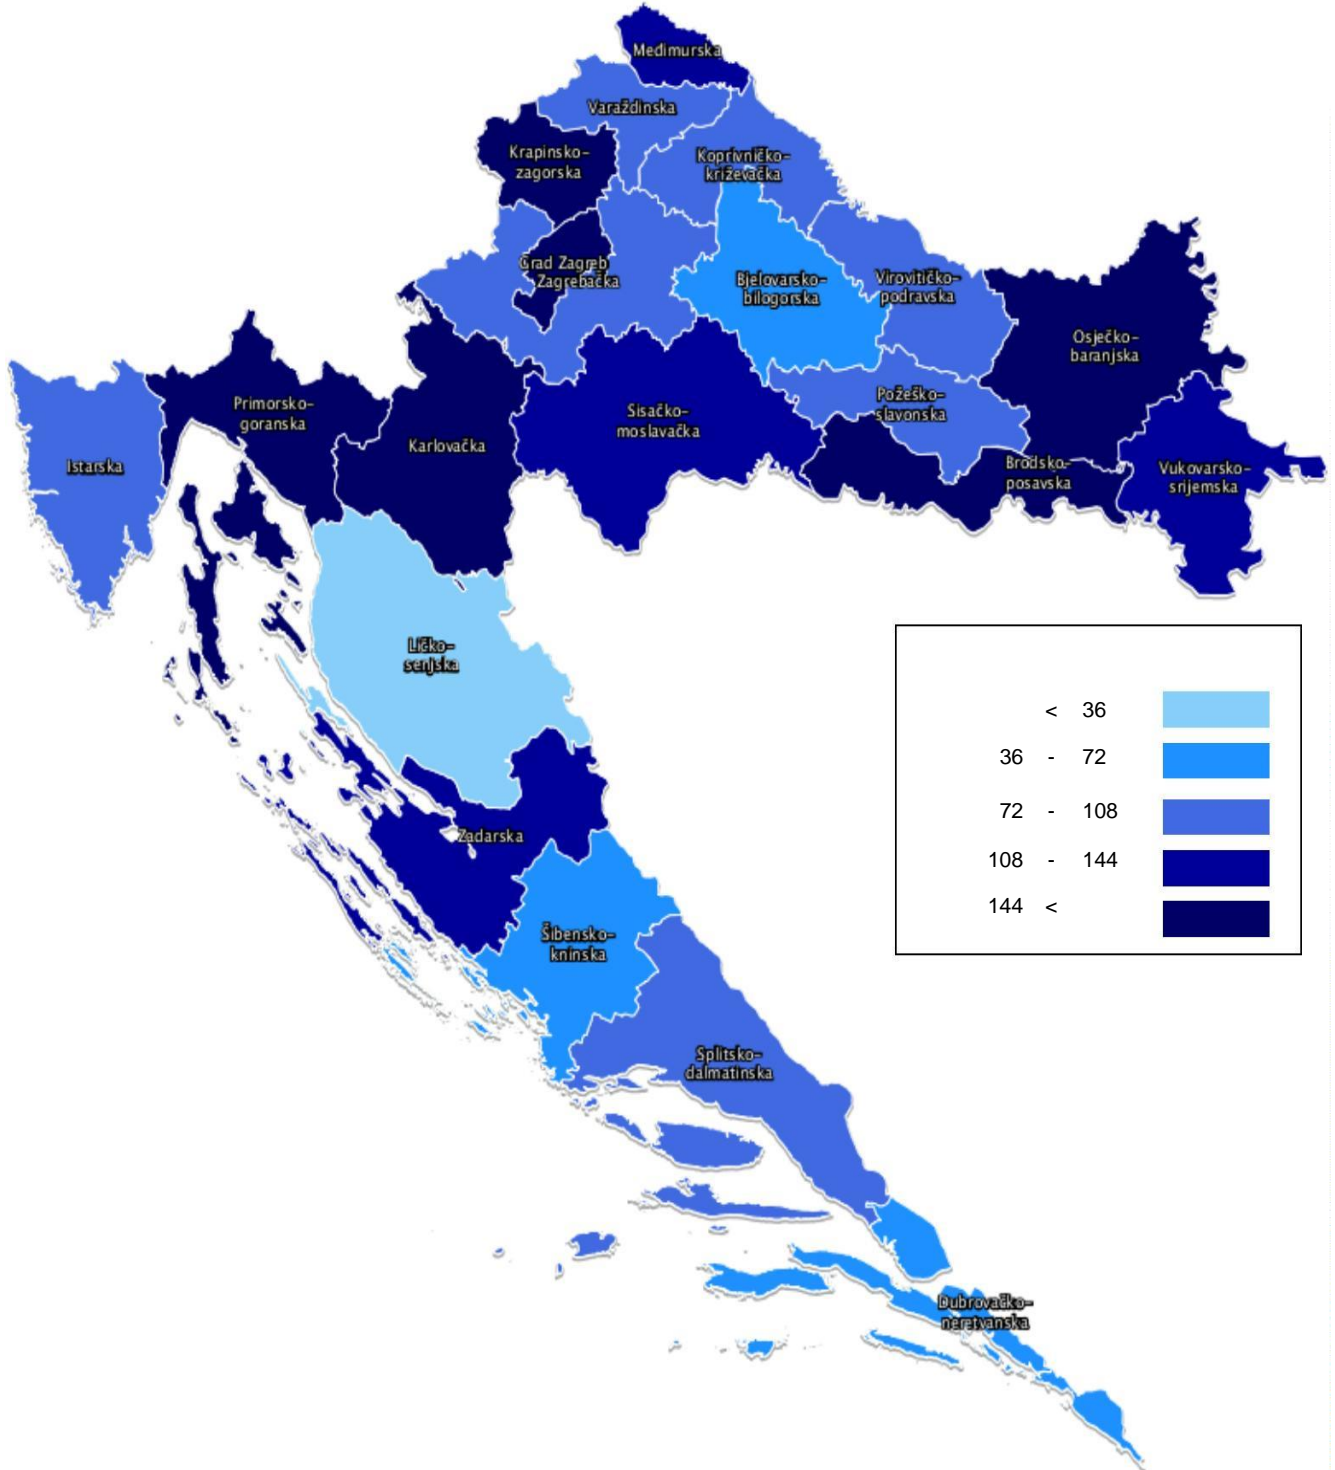 Međimurska
Varaždinska
Krapinsko-
zagorska
Koprivničko-
križevačka
Grad Zagreb
Zagrebačka
Bjelovarsko-
bilogorska
Virovitičko-
podravska
Osječko-
baranjska
Primorsko-
goranska
Istarska
Karlovačka
Sisačko-
moslavačka
Požeško-
slavonska
Brodsko-
posavska
Vukovarsko-
srijemska
Ličko-
senjska
< 36
36 - 72
72 - 108
108 - 144
144 <
Zadarska
Šibensko-
kninska
Splitsko-
dalmatinska
Dubrovačko-
neretvanska